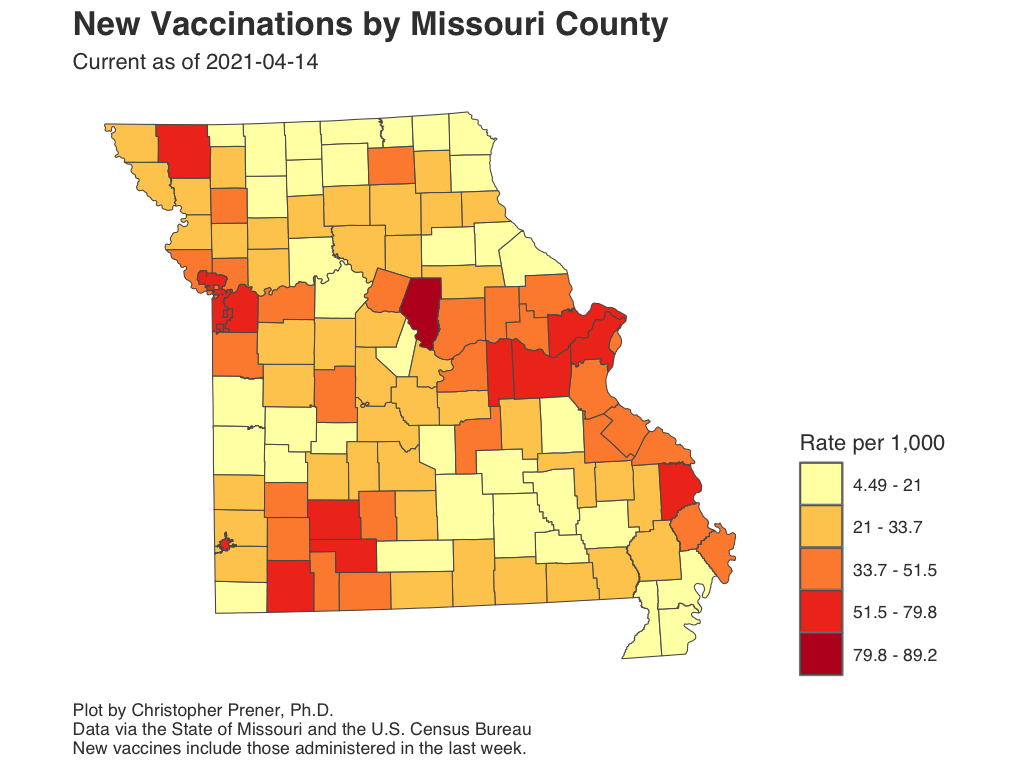 New Vaccinations by Missouri County
Current as of 2021-04-14
Rate per 1,000
4.49 - 21
21 - 33.7
33.7 - 51.5
51.5 - 79.8
79.8 - 89.2
Plot by Christopher Prener, Ph.D.
Data via the State of Missouri and the U.S. Census Bureau
New vaccines include those administered in the last week.